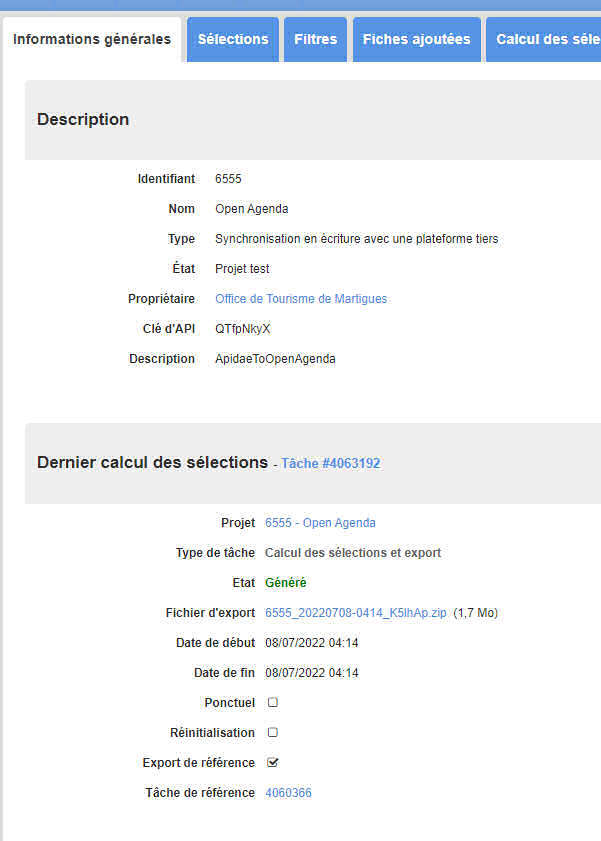 Informations générales Sélections Filtres Fiches ajoutées Calcul des séle
Description
Identifiant 6555
Nom Open Agenda
Type Synchronisation en écriture avec une plateforme tiers
État Projet test
Propriétaire Office de Tourisme de Martigues
Clé d'API QTfpNkyX
Description ApidaeToOpenAgenda
Dernier calcul des sélections - Tâche #4063192
Projet 6555 - Open Agenda
Type de tâche Calcul des sélections et export
Etat Généré
Fichier d'export 6555_20220708-0414_K5lhAp.zip (1,7 Mo)
Date de début 08/07/2022 04:14
Date de fin 08/07/2022 04:14
Ponctuel
Réinitialisation
Export de référence
Tâche de référence 4060366